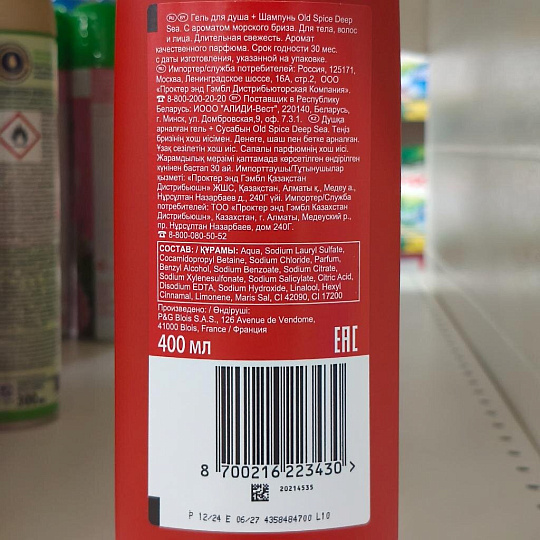 RU BY Гель для душа + Шампунь Old Spice Deep
Sea. С ароматом морского бриза. Для тела, волос
и лица. Длительная свежесть. Аромат
качественного парфюма. Срок годности 30 мес.
с даты изготовления, указанной на упаковке.
RU Импортер/служба потребителей: Россия, 125171,
Москва, Ленинградское шоссе, 16А, стр.2, ООО
«Проктер энд Гэмбл Дистрибьюторская Компания».
☎ 8-800-200-20-20 BY Поставщик в Республику
Беларусь: ИООО "АЛИДИ-Вест", 220140, Беларусь,
г. Минск, ул. Домбровская,9, оф. 7.3.1. KZ Душқа
арналған гель + Сусабын Old Spice Deep Sea. Теңіз
бризінің хош иісімен. Денеге, шаш пен бетке арналған.
Ұзақ сезілетін хош иіс. Сапалы парфюмнің хош иісі.
Жарамдылық мерзімі қаптамада көрсетілген өндірілген
күнінен бастап 30 ай. Импорттаушы/Тұтынушылар
қызметі: «Проктер энд Гэмбл Қазақстан
Дистрибьюшн» ЖШС, Қазақстан, Алматы қ., Медеу а.,
Нұрсұлтан Назарбаев д., 240Г үйі. Импортер/Служба
потребителей: ТОО «Проктер энд Гэмбл Казахстан
Дистрибьюшн», Казахстан, г. Алматы, Медеуский р.,
пр. Нурсултан Назарбаев, дом 240Г.
☎ 8-800-080-50-52
СОСТАВ: / ҚҰРАМЫ: Aqua, Sodium Lauryl Sulfate,
Cocamidopropyl Betaine, Sodium Chloride, Parfum,
Benzyl Alcohol, Sodium Benzoate, Sodium Citrate,
Sodium Xylenesulfonate, Sodium Salicylate, Citric Acid,
Disodium EDTA, Sodium Hydroxide, Linalool, Hexyl
Cinnamal, Limonene, Maris Sal, CI 42090, CI 17200
Произведено: / Өндіруші:
P&G Blois S.A.S., 126 Avenue de Vendome,
41000 Blois, France / Франция
400 мл
EAC
8 700216 223430 >
20214535
P 12/24 E 06/27 4358484700 L10